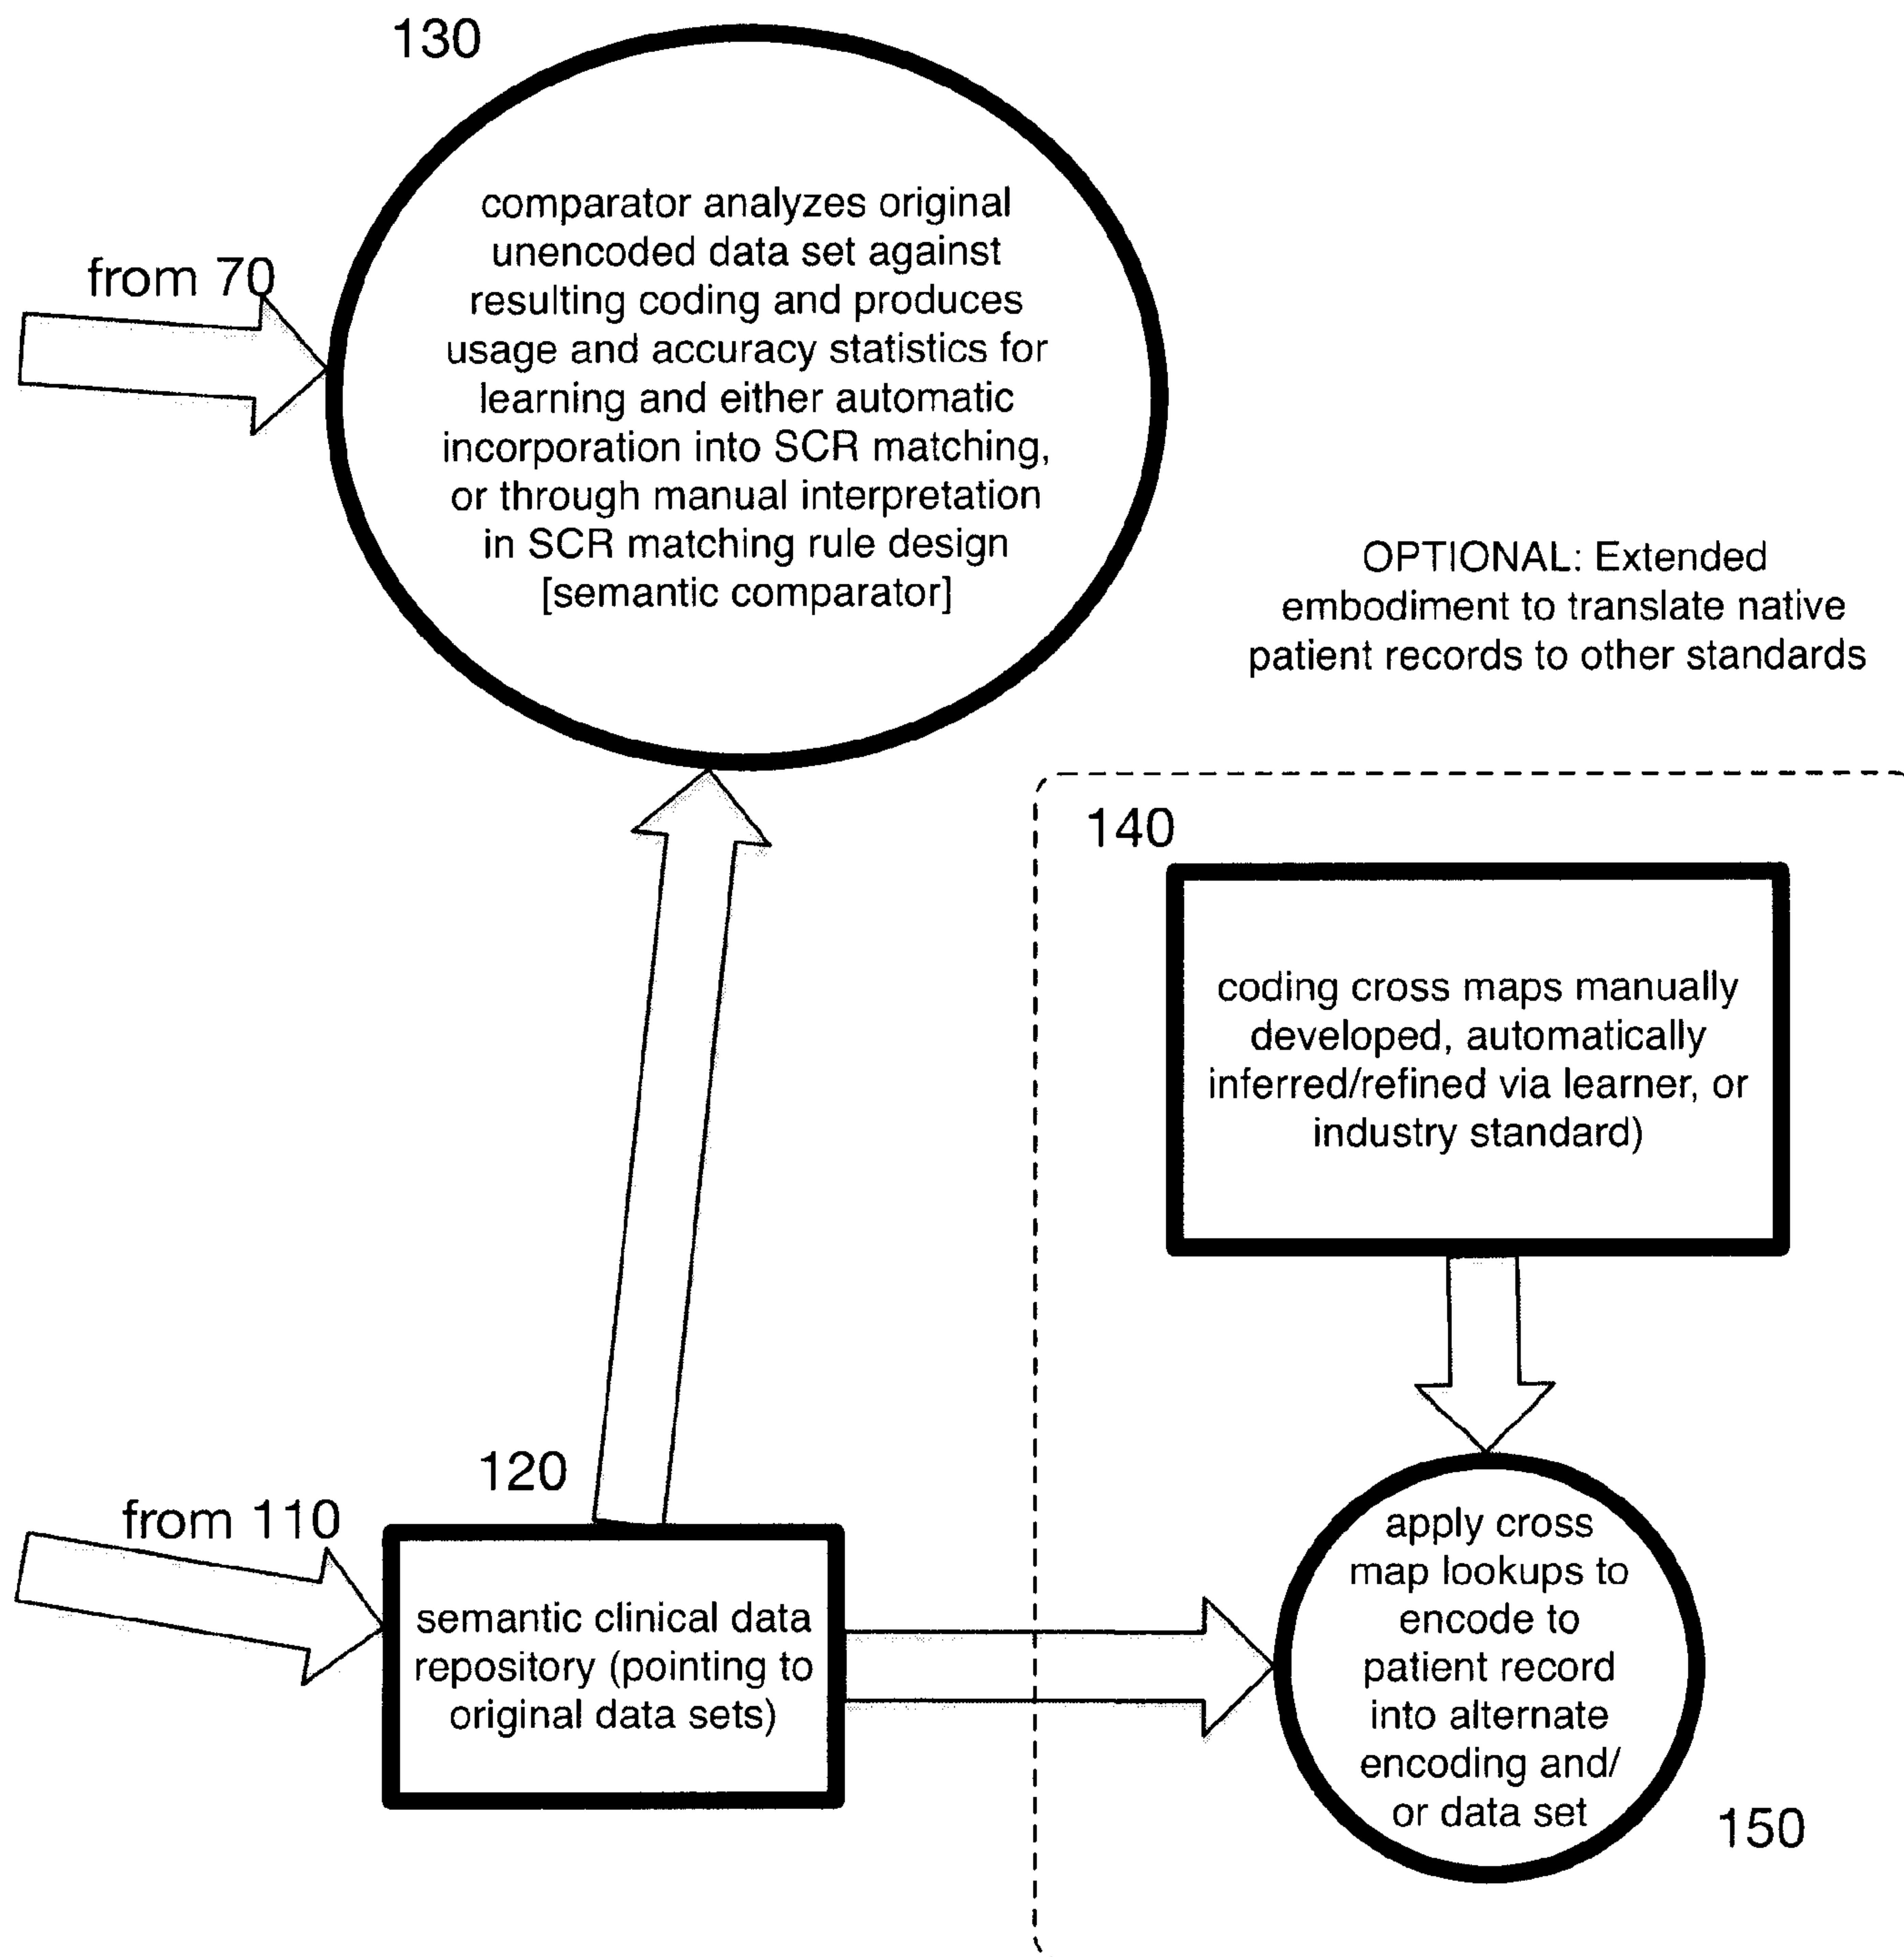 130
from 70
comparator analyzes original
unencoded data set against
resulting coding and produces
usage and accuracy statistics for
learning and either automatic
incorporation into SCR matching,
or through manual interpretation
in SCR matching rule design
[semantic comparator]
OPTIONAL: Extended
embodiment to translate native
patient records to other standards
140
coding cross maps manually
developed, automatically
inferred/refined via learner, or
industry standard)
120
from 110
semantic clinical data
repository (pointing to
original data sets)
apply cross
map lookups to
encode to
patient record
into alternate
encoding and/
or data set
150